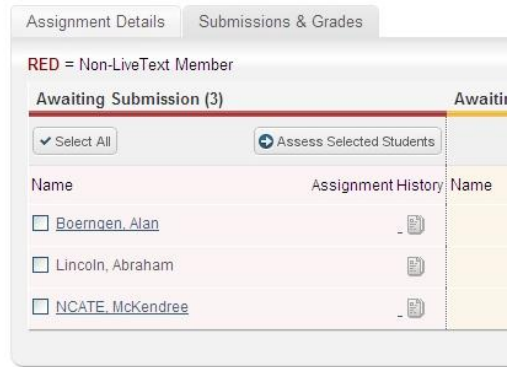 Assignment Details Submissions & Grades
RED = Non-LiveText Member
Awaiting Submission (3) Awaitin
Select All Assess Selected Students
Name Assignment History Name
Boerngen, Alan
Lincoln, Abraham
NCATE, McKendree